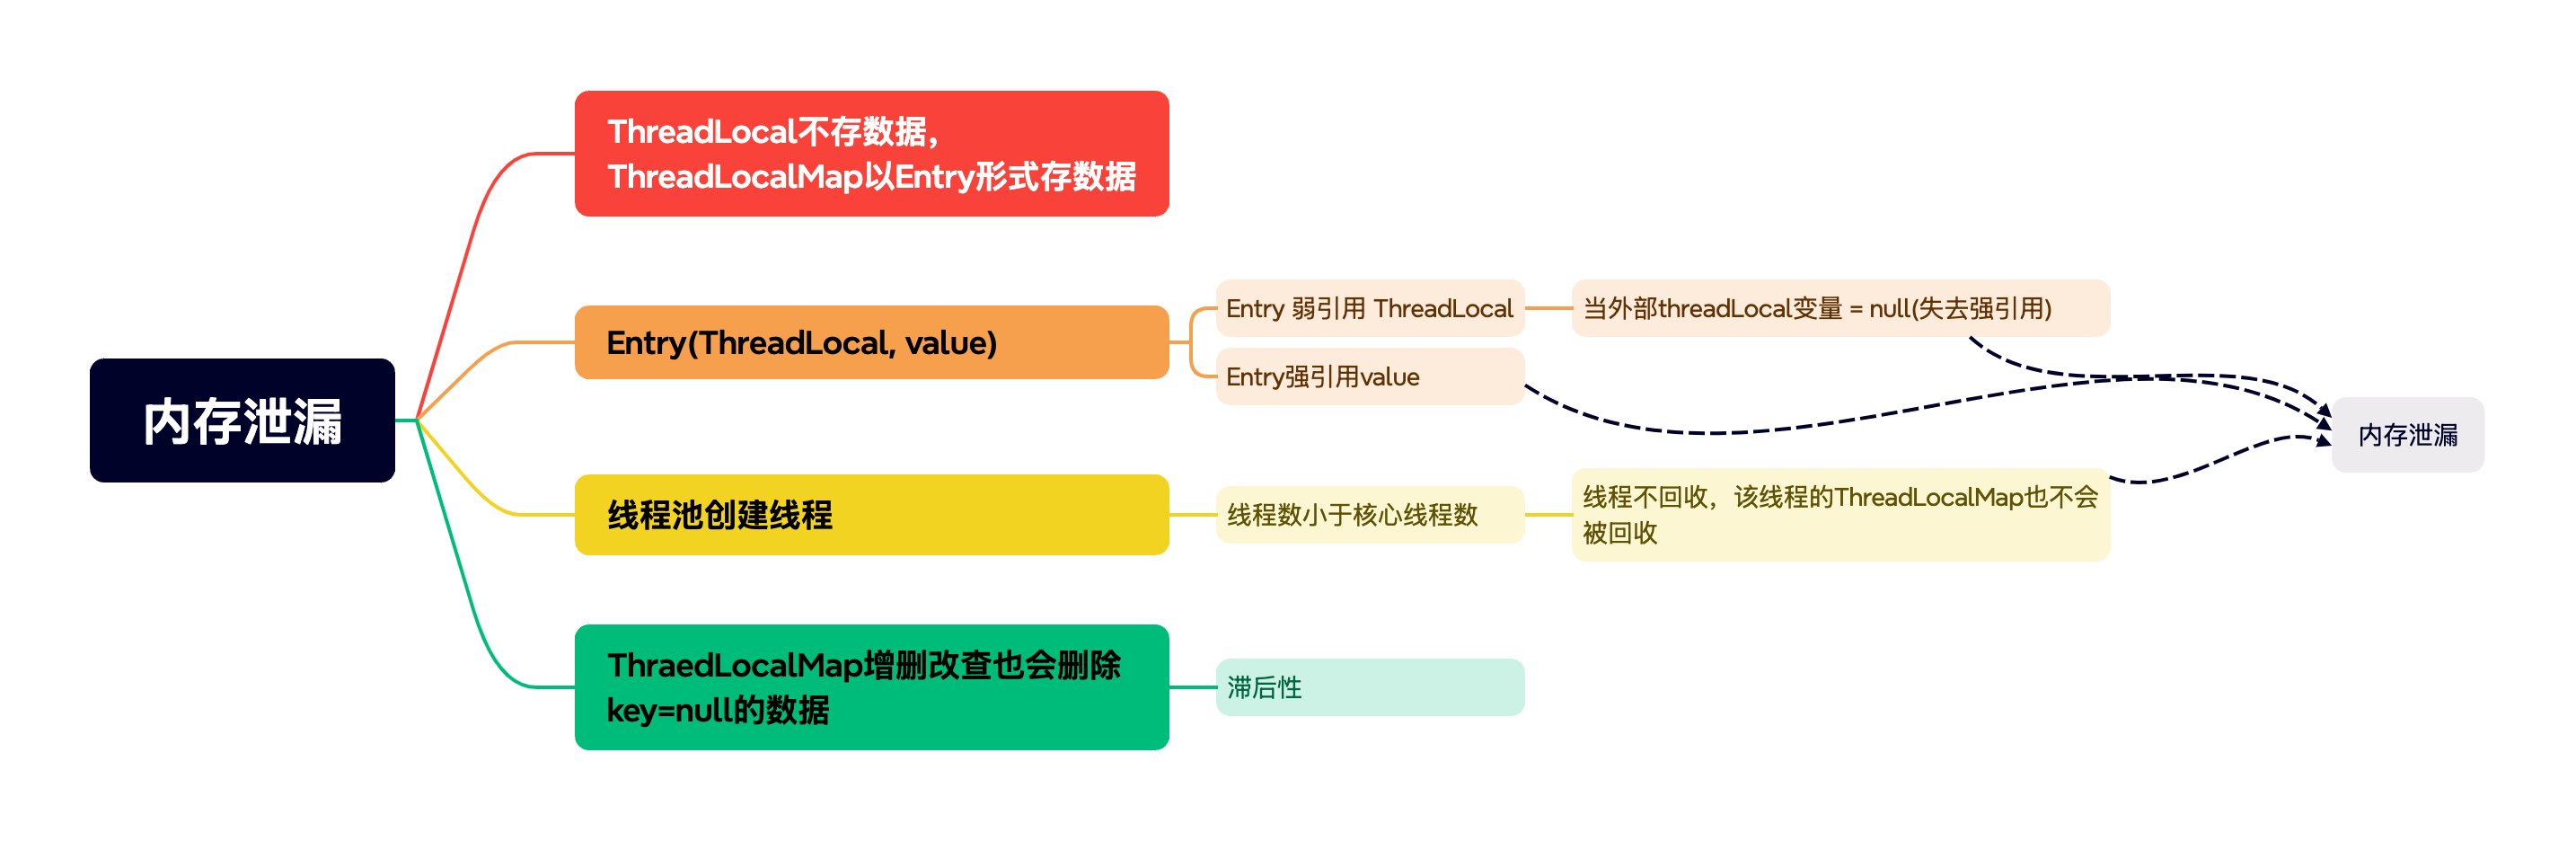 内存泄漏
ThreadLocal不存数据，
ThreadLocalMap以Entry形式存数据
Entry(ThreadLocal, value)
Entry 弱引用 ThreadLocal
当外部threadLocal变量 = null(失去强引用)
Entry强引用value
线程池创建线程
线程数小于核心线程数
线程不回收，该线程的ThreadLocalMap也不会
被回收
内存泄漏
ThraedLocalMap增删改查也会删除
key=null的数据
滞后性